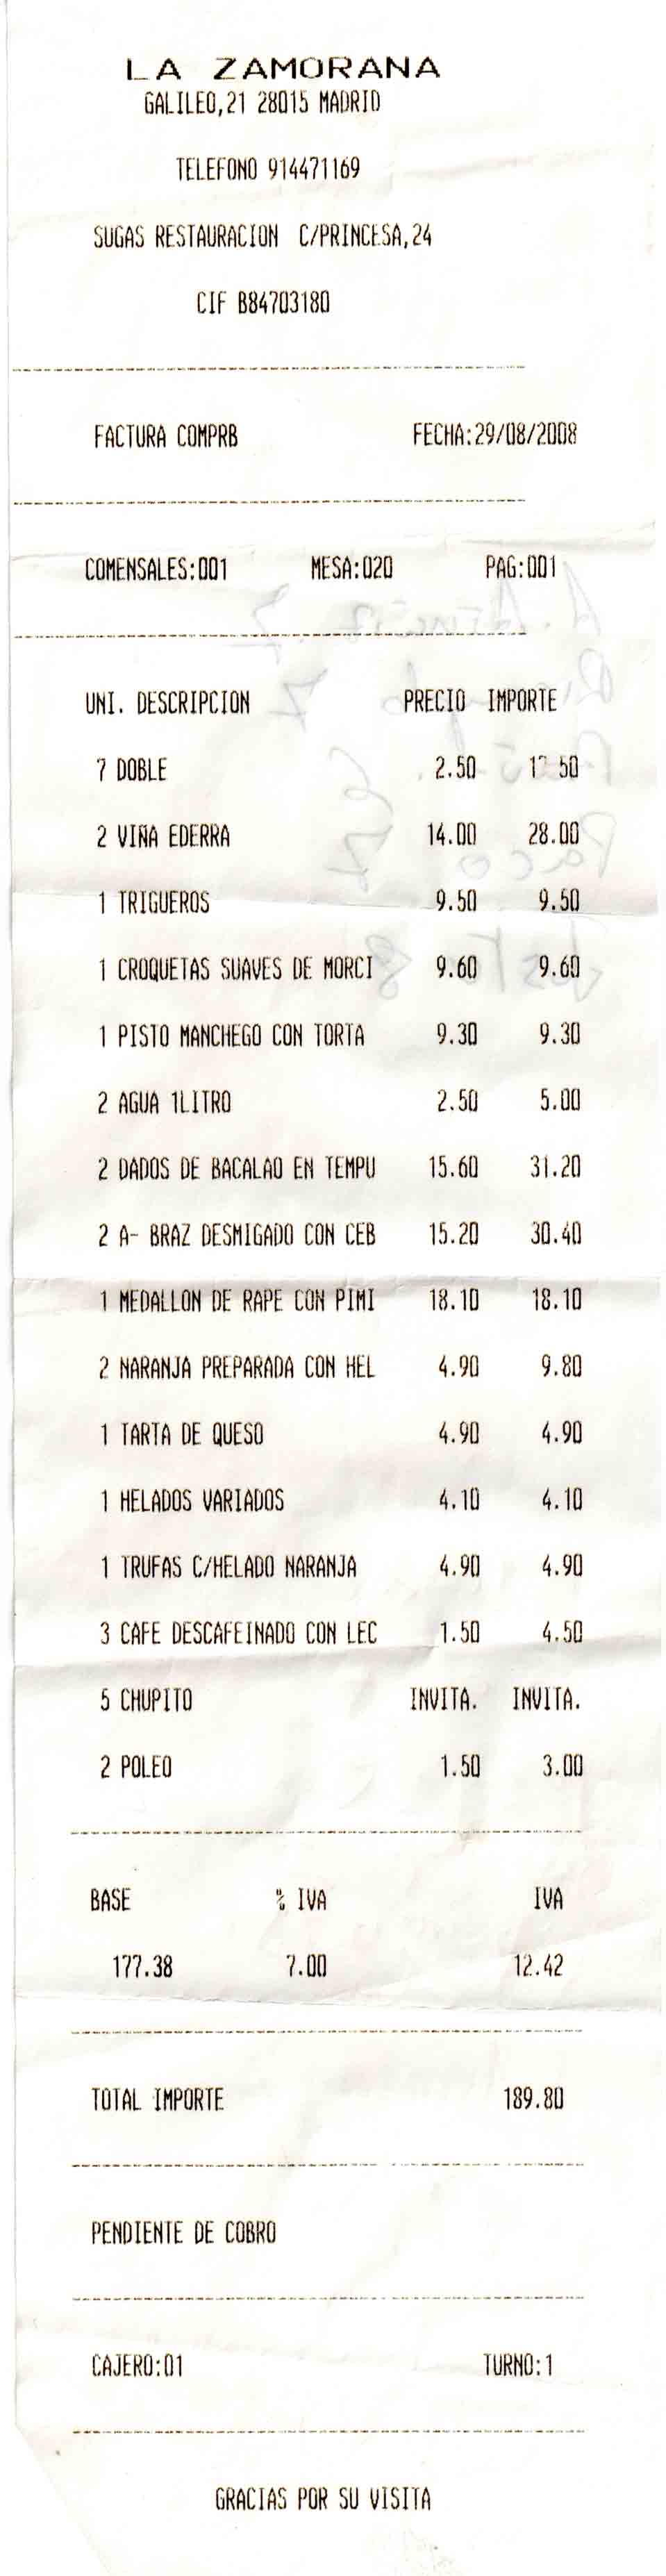 LA ZAMORANA
GALILEO,21 28015 MADRID
TELEFONO 914471169
SUGAS RESTAURACION C/PRINCESA,24
CIF B84703180
FACTURA COMPRB FECHA:29/08/2008
COMENSALES:001 MESA:020 PAG:001
UNI. DESCRIPCION PRECIO IMPORTE
7 DOBLE 2.50
2 VIÑA EDERRA 14.00 28.00
1 TRIGUEROS 9.50 9.50
1 CROQUETAS SUAVES DE MORCI 9.60 9.60
1 PISTO MANCHEGO CON TORTA 9.30 9.30
2 AGUA 1LITRO 2.50 5.00
2 DADOS DE BACALAO EN TEMPU 15.60 31.20
2 A- BRAZ DESMIGADO CON CEB 15.20 30.40
1 MEDALLON DE RAPE CON PIMI 18.10 18.10
2 NARANJA PREPARADA CON HEL 4.90 9.80
1 TARTA DE QUESO 4.90 4.90
1 HELADOS VARIADOS 4.10 4.10
1 TRUFAS C/HELADO NARANJA 4.90 4.90
3 CAFE DESCAFEINADO CON LEC 1.50 4.50
5 CHUPITO INVITA. INVITA.
2 POLEO 1.50 3.00
BASE % IVA IVA
177.38 7.00 12.42
TOTAL IMPORTE 189.80
PENDIENTE DE COBRO
CAJERO:01 TURNO:1
GRACIAS POR SU VISITA